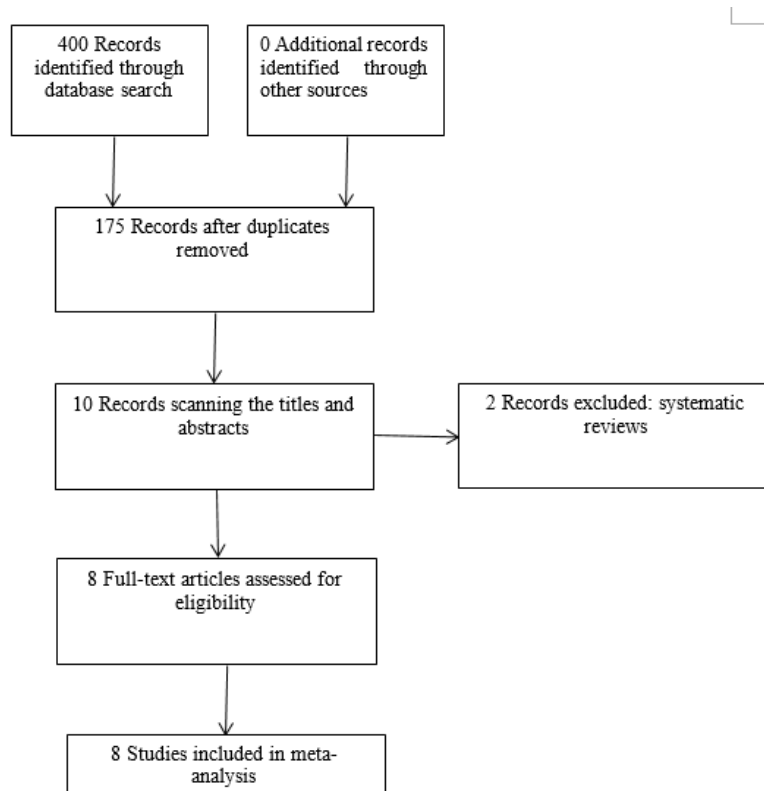 400 Records
identified through
database search
0 Additional records
identified through
other sources
175 Records after duplicates
removed
10 Records scanning the titles and
abstracts
2 Records excluded: systematic
reviews
8 Full-text articles assessed for
eligibility
8 Studies included in meta-
analysis